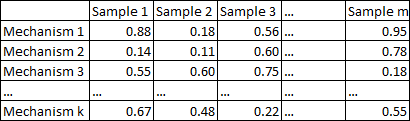 Sample 1 Sample 2 Sample 3 ... Sample m
Mechanism 1 0.88 0.18 0.56 ... 0.95
Mechanism 2 0.14 0.11 0.60 ... 0.78
Mechanism 3 0.55 0.60 0.75 ... 0.18
... ... ... ... ...
Mechanism k 0.67 0.48 0.22 ... 0.55